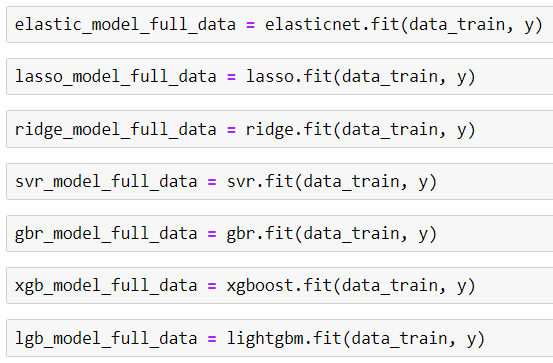 elastic_model_full_data = elasticnet.fit(data_train, y)
lasso_model_full_data = lasso.fit(data_train, y)
ridge_model_full_data = ridge.fit(data_train, y)
svr_model_full_data = svr.fit(data_train, y)
gbr_model_full_data = gbr.fit(data_train, y)
xgb_model_full_data = xgboost.fit(data_train, y)
lgb_model_full_data = lightgbm.fit(data_train, y)